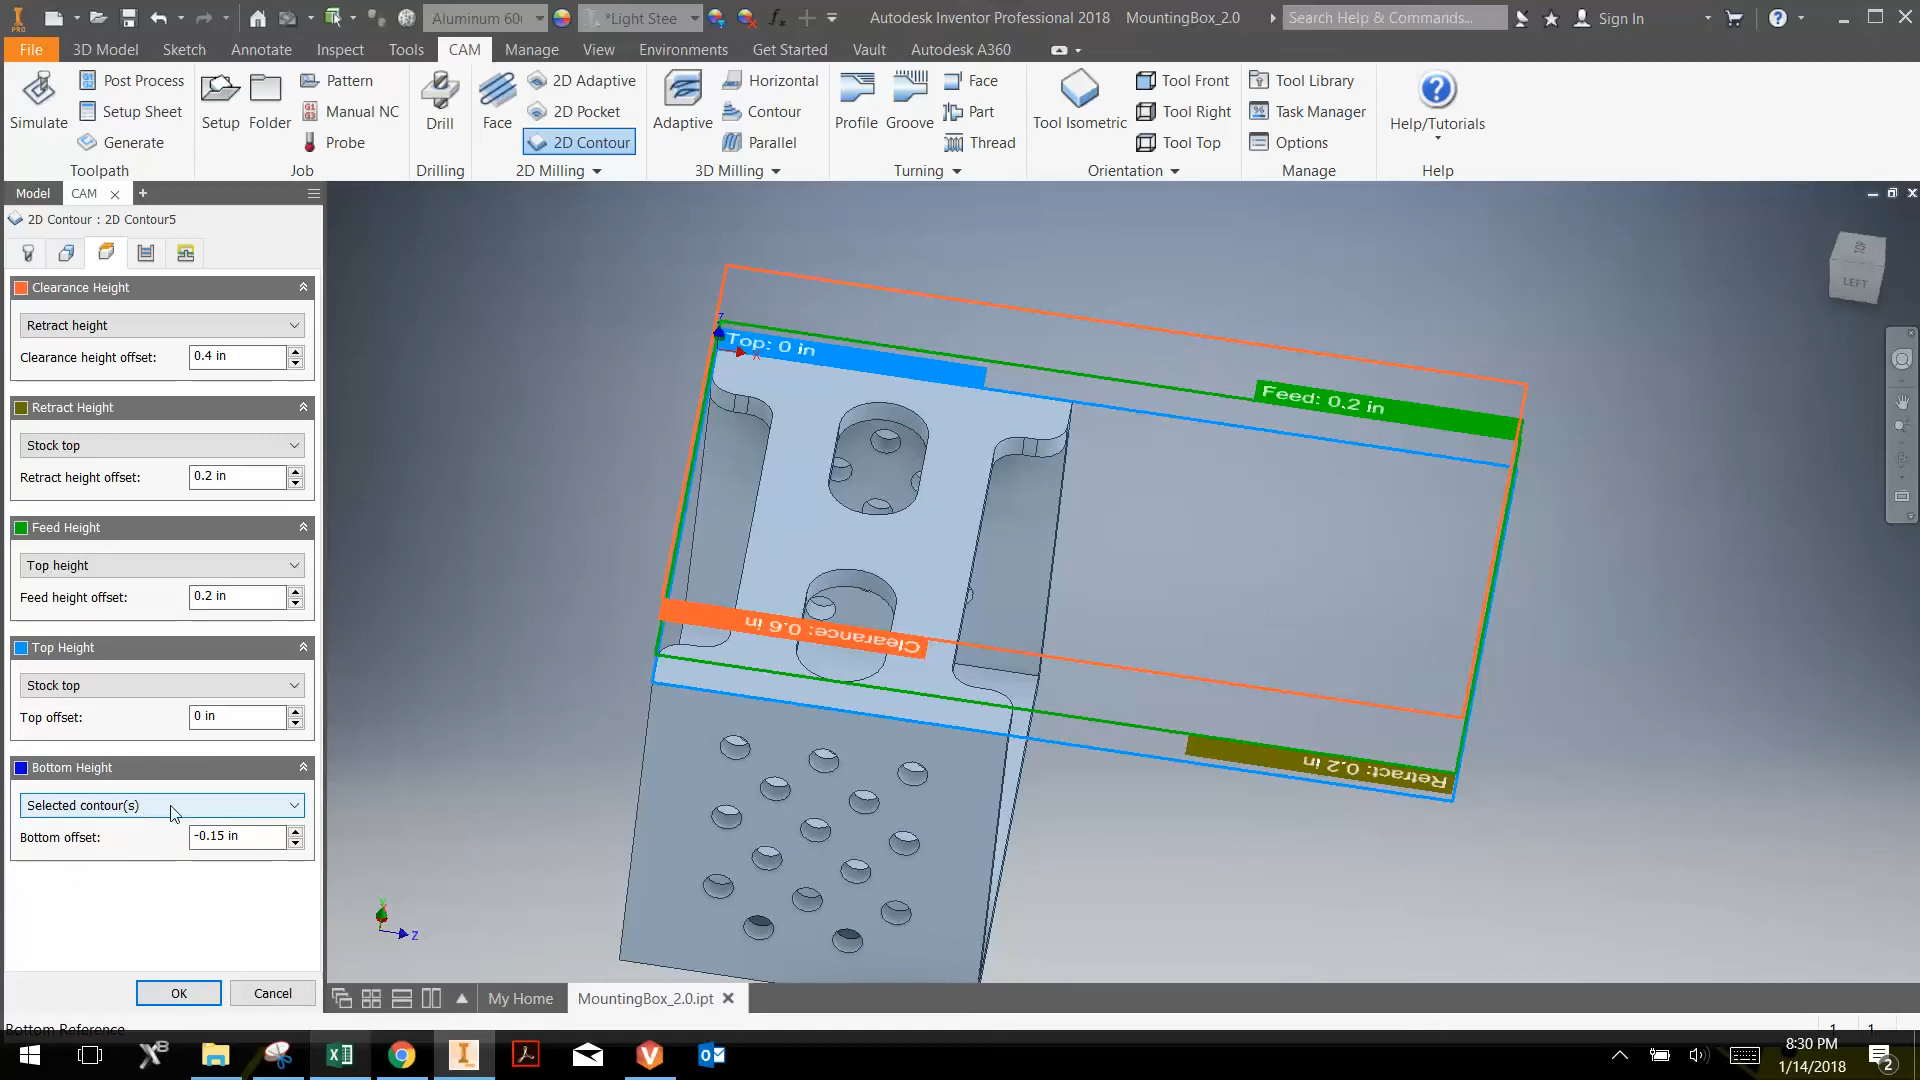 PRO
Aluminum 60
*Light Stee
Autodesk Inventor Professional 2018
MountingBox_2.0
Search Help & Commands...
Sign In
File
3D Model
Sketch
Annotate
Inspect
Tools
CAM
Manage
View
Environments
Get Started
Vault
Autodesk A360
Simulate
Post Process
Setup Sheet
Generate
Toolpath
Setup
Folder
Pattern
Manual NC
Probe
Job
Drill
Drilling
Face
2D Adaptive
2D Pocket
2D Contour
2D Milling
Adaptive
Horizontal
Contour
Parallel
3D Milling
Profile
Groove
Face
Part
Thread
Turning
Tool Isometric
Tool Front
Tool Right
Tool Top
Orientation
Tool Library
Task Manager
Options
Manage
Help/Tutorials
Help
Model
CAM
2D Contour : 2D Contour5
Clearance Height
Retract height
Clearance height offset:
0.4 in
Retract Height
Stock top
Retract height offset:
0.2 in
Feed Height
Top height
Feed height offset:
0.2 in
Top Height
Stock top
Top offset:
0 in
Bottom Height
Selected contour(s)
Bottom offset:
-0.15 in
OK
Cancel
Bottom Reference
Z
X
Top: 0 in
Feed: 0.2 in
Clearance: 0.6 in
Retract: 0.2 in
LEFT
Z
My Home
MountingBox_2.0.ipt
1
1
8:30 PM
1/14/2018
2